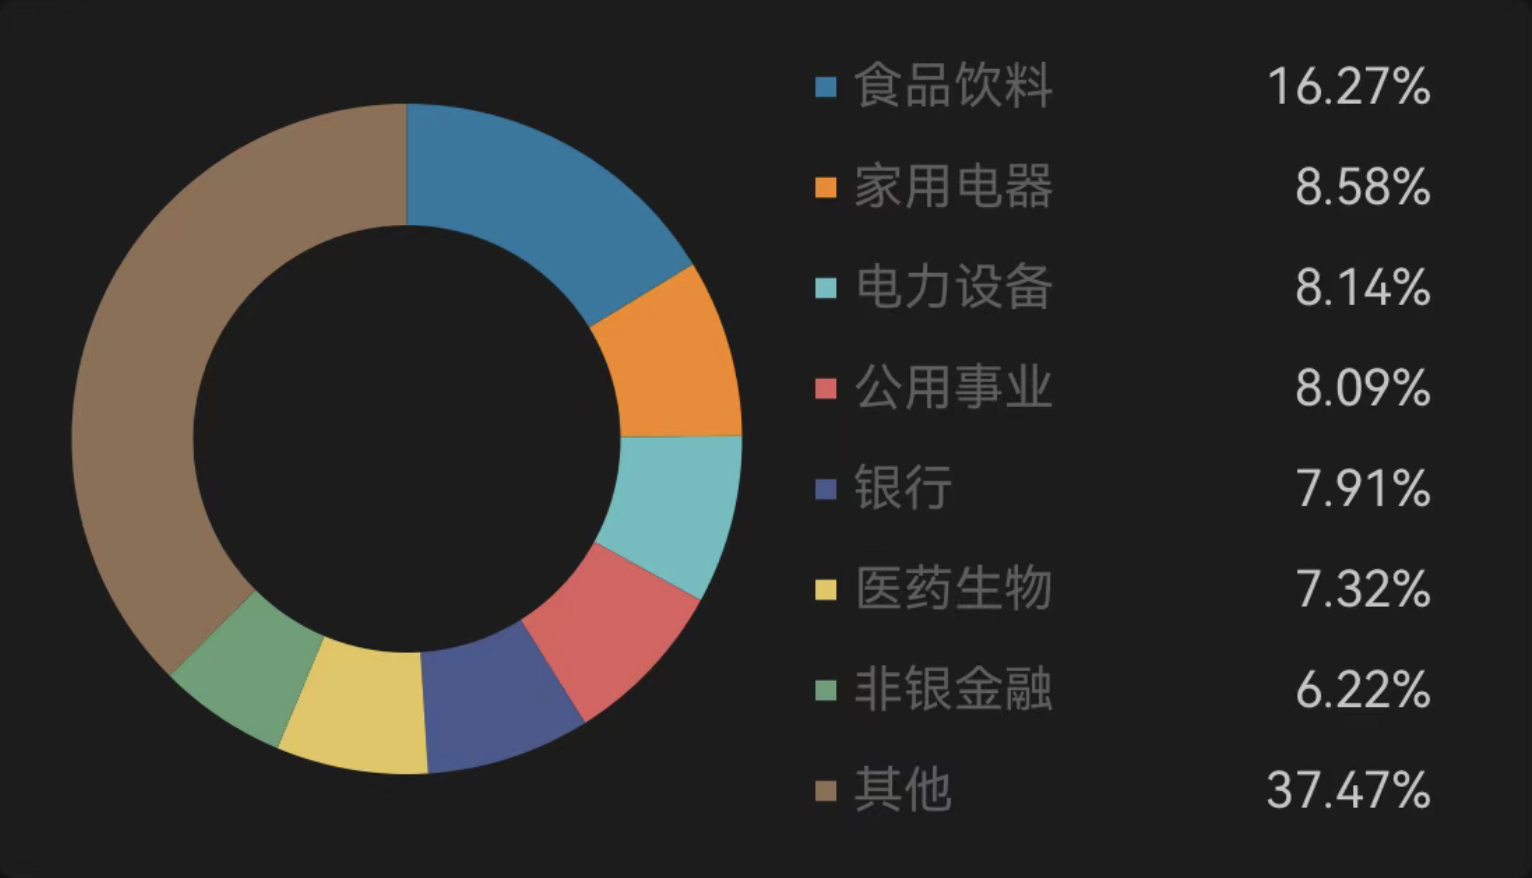 食品饮料 16.27%
家用电器 8.58%
电力设备 8.14%
公用事业 8.09%
银行 7.91%
医药生物 7.32%
非银金融 6.22%
其他 37.47%